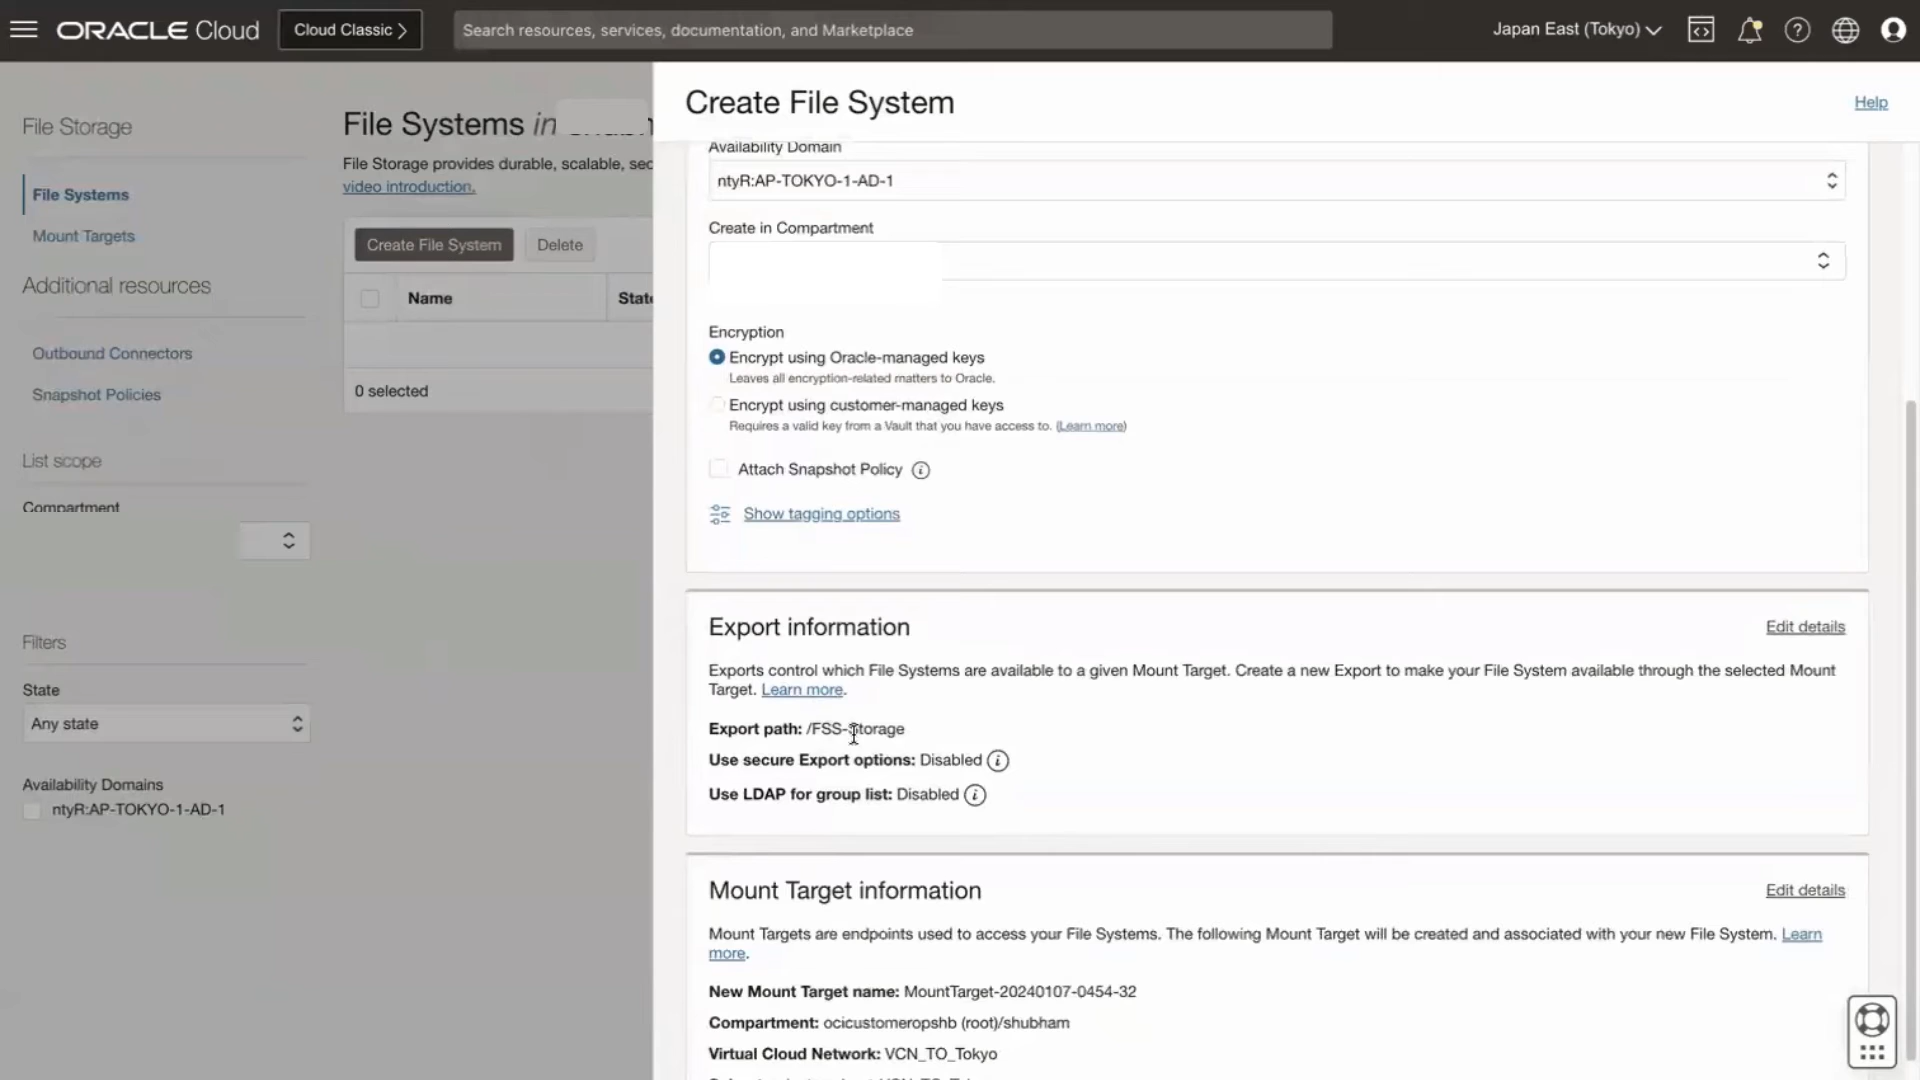 ORACLE Cloud
Cloud Classic
Search resources, services, documentation, and Marketplace
Japan East (Tokyo)
File Storage
File Systems
Mount Targets
Additional resources
Outbound Connectors
Snapshot Policies
List scope
Compartment
Filters
State
Any state
Availability Domains
ntyR:AP-TOKYO-1-AD-1
File Systems in
File Storage provides durable, scalable, sec
video introduction.
Create File System
Delete
Name
State
0 selected
Create File System
Help
Availability Domain
ntyR:AP-TOKYO-1-AD-1
Create in Compartment
Encryption
Encrypt using Oracle-managed keys
Leaves all encryption-related matters to Oracle.
Encrypt using customer-managed keys
Requires a valid key from a Vault that you have access to. (Learn more)
Attach Snapshot Policy
Show tagging options
Export information
Edit details
Exports control which File Systems are available to a given Mount Target. Create a new Export to make your File System available through the selected Mount
Target. Learn more.
Export path: /FSS-Storage
Use secure Export options: Disabled
Use LDAP for group list: Disabled
Mount Target information
Edit details
Mount Targets are endpoints used to access your File Systems. The following Mount Target will be created and associated with your new File System. Learn
more.
New Mount Target name: MountTarget-20240107-0454-32
Compartment: ocicustomeropshb (root)/shubham
Virtual Cloud Network: VCN_TO_Tokyo